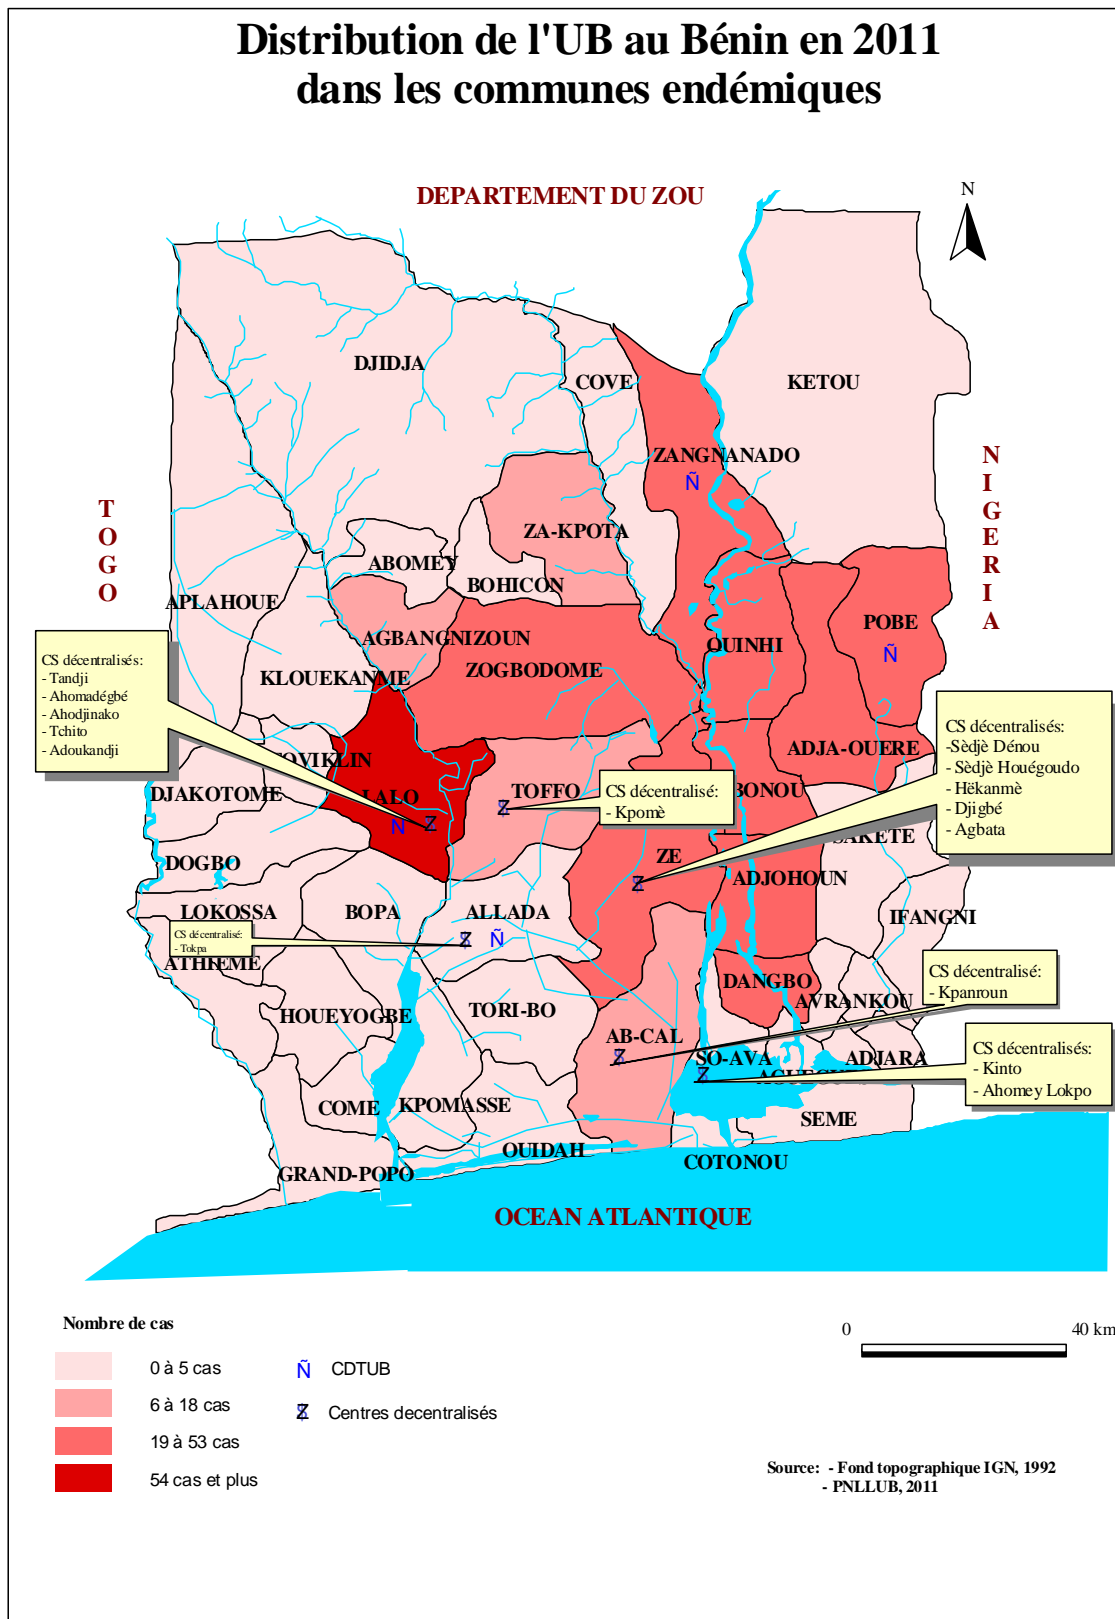 Distribution de l'UB au Bénin en 2011
dans les communes endémiques
DEPARTEMENT DU ZOU
N
DJIDJA
COVE
KETOU
ZANGNANADO
Ñ
TOGO
NIGERIA
ZA-KPOTA
ABOMEY
BOHICON
APLAHOUE
AGBANGNIZOUN
OUINHI
POBE
Ñ
KLOUEKANME
ZOGBODOME
CS décentralisés:
- Tandji
- Ahomadégbé
- Ahodjinako
- Tchito
- Adoukandji
CS décentralisés:
-Sèdjè Dénou
- Sèdjè Houégoudo
- Hëkanmè
- Djigbé
- Agbata
ADJA-OUERE
OVIKLIN
DJAKOTOME
LALO
Ñ
TOFFO
CS décentralisé:
- Kpomè
BONOU
SAKETE
DOGBO
ZE
ADJOHOUN
LOKOSSA
BOPA
ALLADA
Ñ
IFANGNI
CS décentralisé:
- Tokpa
ATHIEME
DANGBO
CS décentralisé:
- Kpanroun
AVRANKOU
HOUEYOGBE
TORI-BO
AB-CAL
SO-AVA
ADJARA
CS décentralisés:
- Kinto
- Ahomey Lokpo
COME
KPOMASSE
SEME
OUIDAH
COTONOU
GRAND-POPO
OCEAN ATLANTIQUE
Nombre de cas
0 à 5 cas
6 à 18 cas
19 à 53 cas
54 cas et plus
Ñ CDTUB
Centres decentralisés
0 40 km
Source: - Fond topographique IGN, 1992
- PNLLUB, 2011